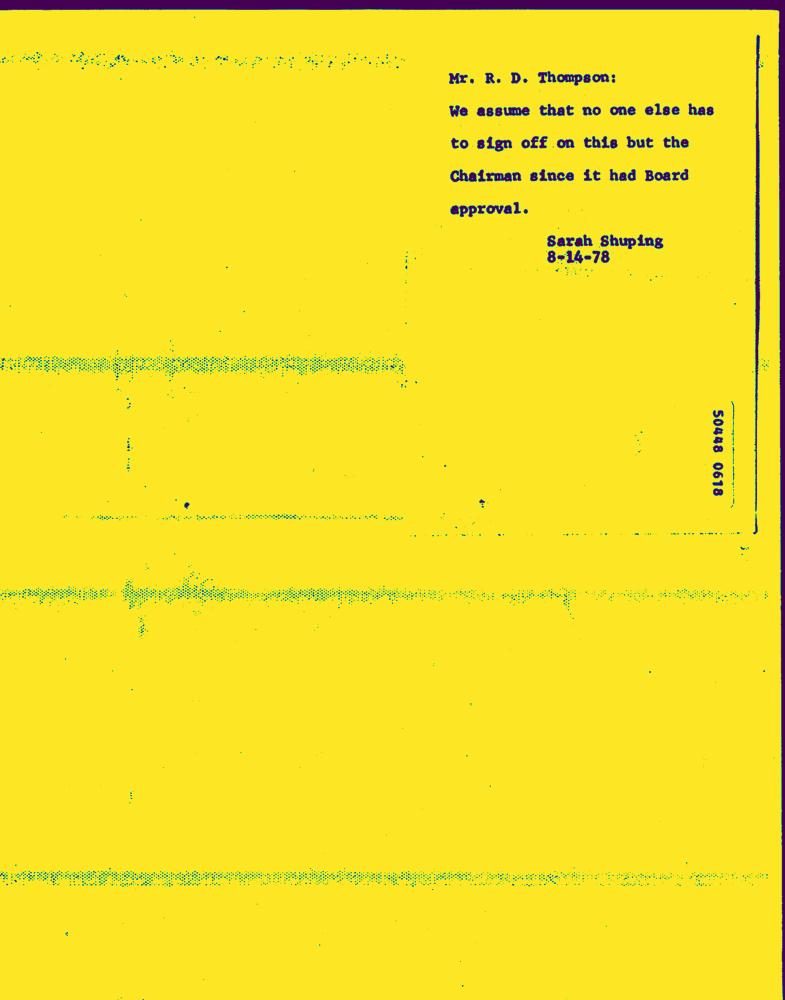 Mr. R. D. Thompson:
We assume that no one else has
to sign off on this but the
Chairman since it had Board
approval.
Sarah Shuping
8-14-78
50448 0618